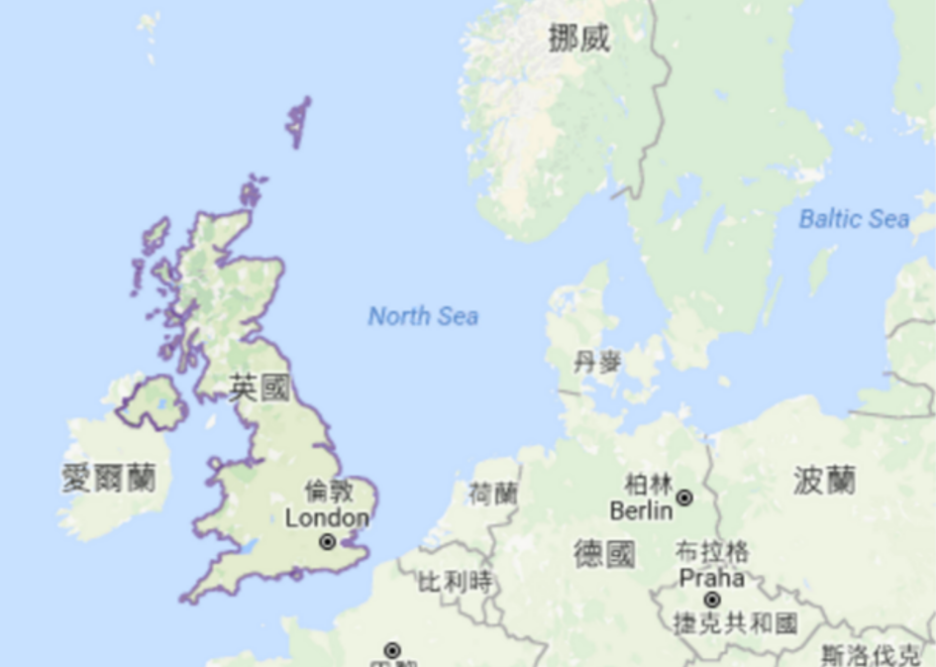 挪威
Baltic Sea
North Sea
丹麥
英國
愛爾蘭
倫敦
London
荷蘭
柏林
Berlin
波蘭
德國
布拉格
Praha
比利時
捷克共和國
斯洛伐克